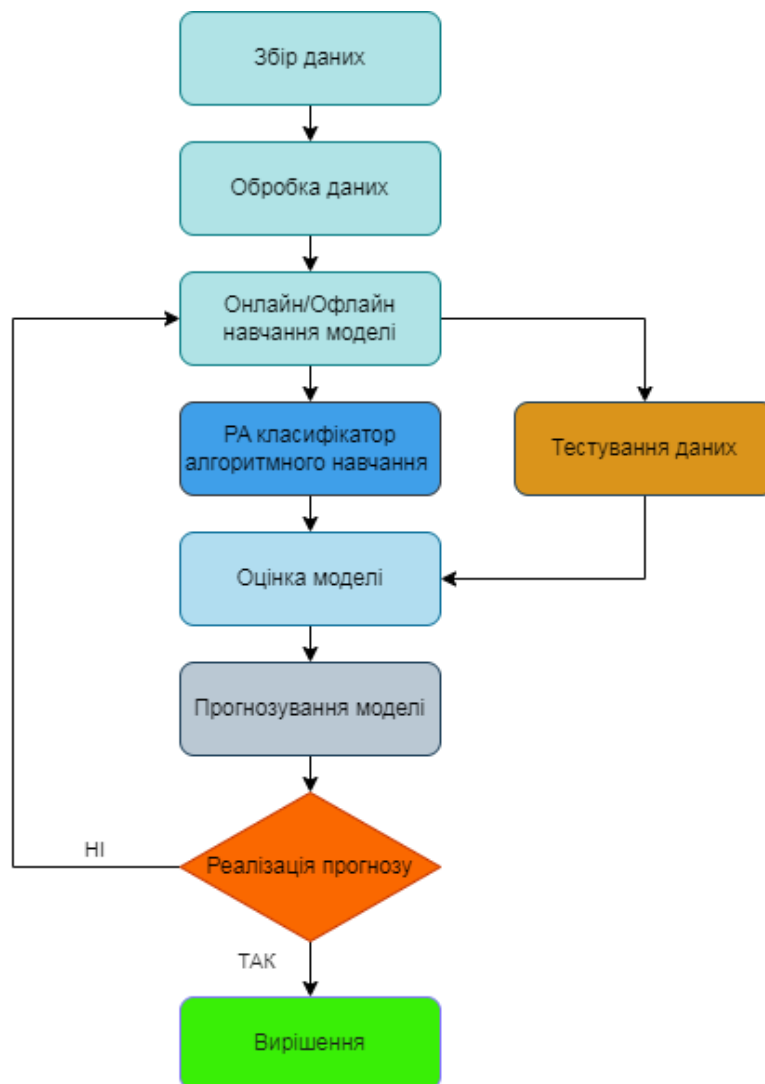 Збір даних
Обробка даних
Онлайн/Офлайн
навчання моделі
РА класифікатор
алгоритмного навчання
Тестування даних
Оцінка моделі
Прогнозування моделі
Реалізація прогнозу
НІ
ТАК
Вирішення